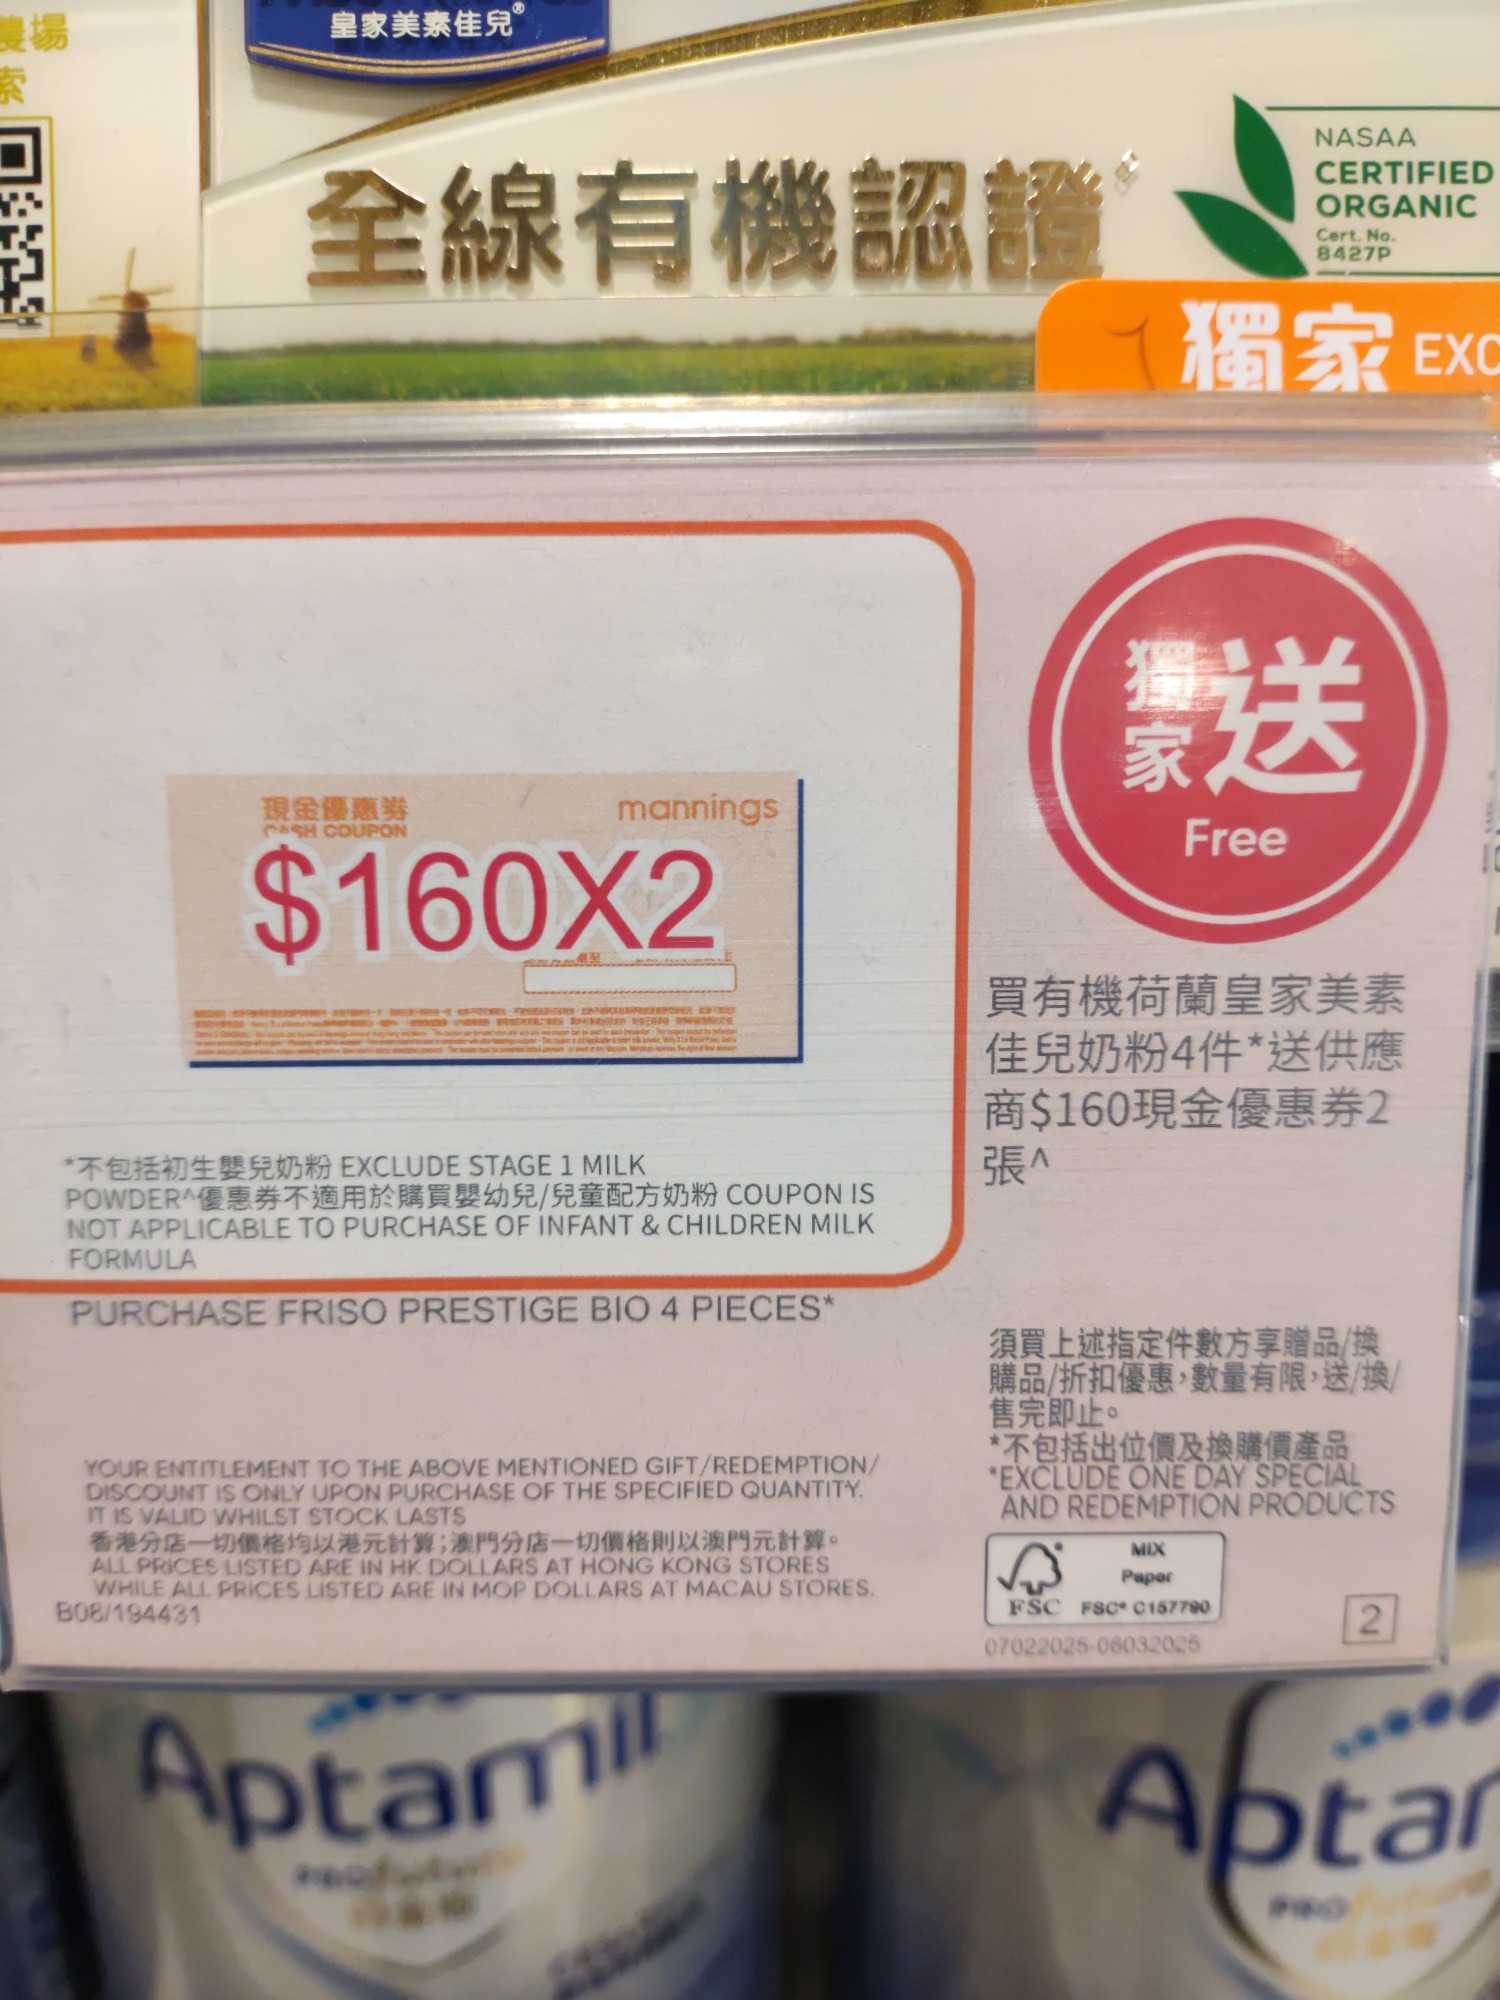 皇家美素佳兒®
農場
索
全線有機認證
NASAA
CERTIFIED
ORGANIC
Cert. No.
8427P
獨家 EXC
現金優惠券
CASH COUPON
mannings
$160X2
*不包括初生嬰兒奶粉 EXCLUDE STAGE 1 MILK
POWDER^優惠券不適用於購買嬰幼兒/兒童配方奶粉 COUPON IS
NOT APPLICABLE TO PURCHASE OF INFANT & CHILDREN MILK
FORMULA
PURCHASE FRISO PRESTIGE BIO 4 PIECES*
YOUR ENTITLEMENT TO THE ABOVE MENTIONED GIFT/REDEMPTION/
DISCOUNT IS ONLY UPON PURCHASE OF THE SPECIFIED QUANTITY.
IT IS VALID WHILST STOCK LASTS
香港分店一切價格均以港元計算;澳門分店一切價格則以澳門元計算。
ALL PRICES LISTED ARE IN HK DOLLARS AT HONG KONG STORES
WHILE ALL PRICES LISTED ARE IN MOP DOLLARS AT MACAU STORES.
B08/194431
獨家送
Free
買有機荷蘭皇家美素
佳兒奶粉4件*送供應
商$160現金優惠券2
張^
須買上述指定件數方享贈品/換
購品/折扣優惠,數量有限,送/換/
售完即止。
*不包括出位價及換購價產品
*EXCLUDE ONE DAY SPECIAL
AND REDEMPTION PRODUCTS
MIX
Paper
FSC FSC® C157790
07022025-06032025
2
Aptamil
PROfutura
Aptam
PROfutura